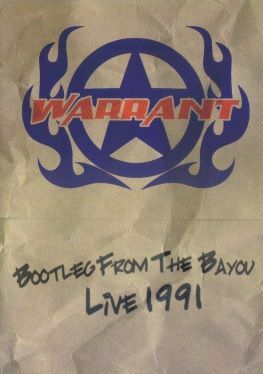 WARRANT
BOOTLEG FROM THE BAYOU
LIVE 1991